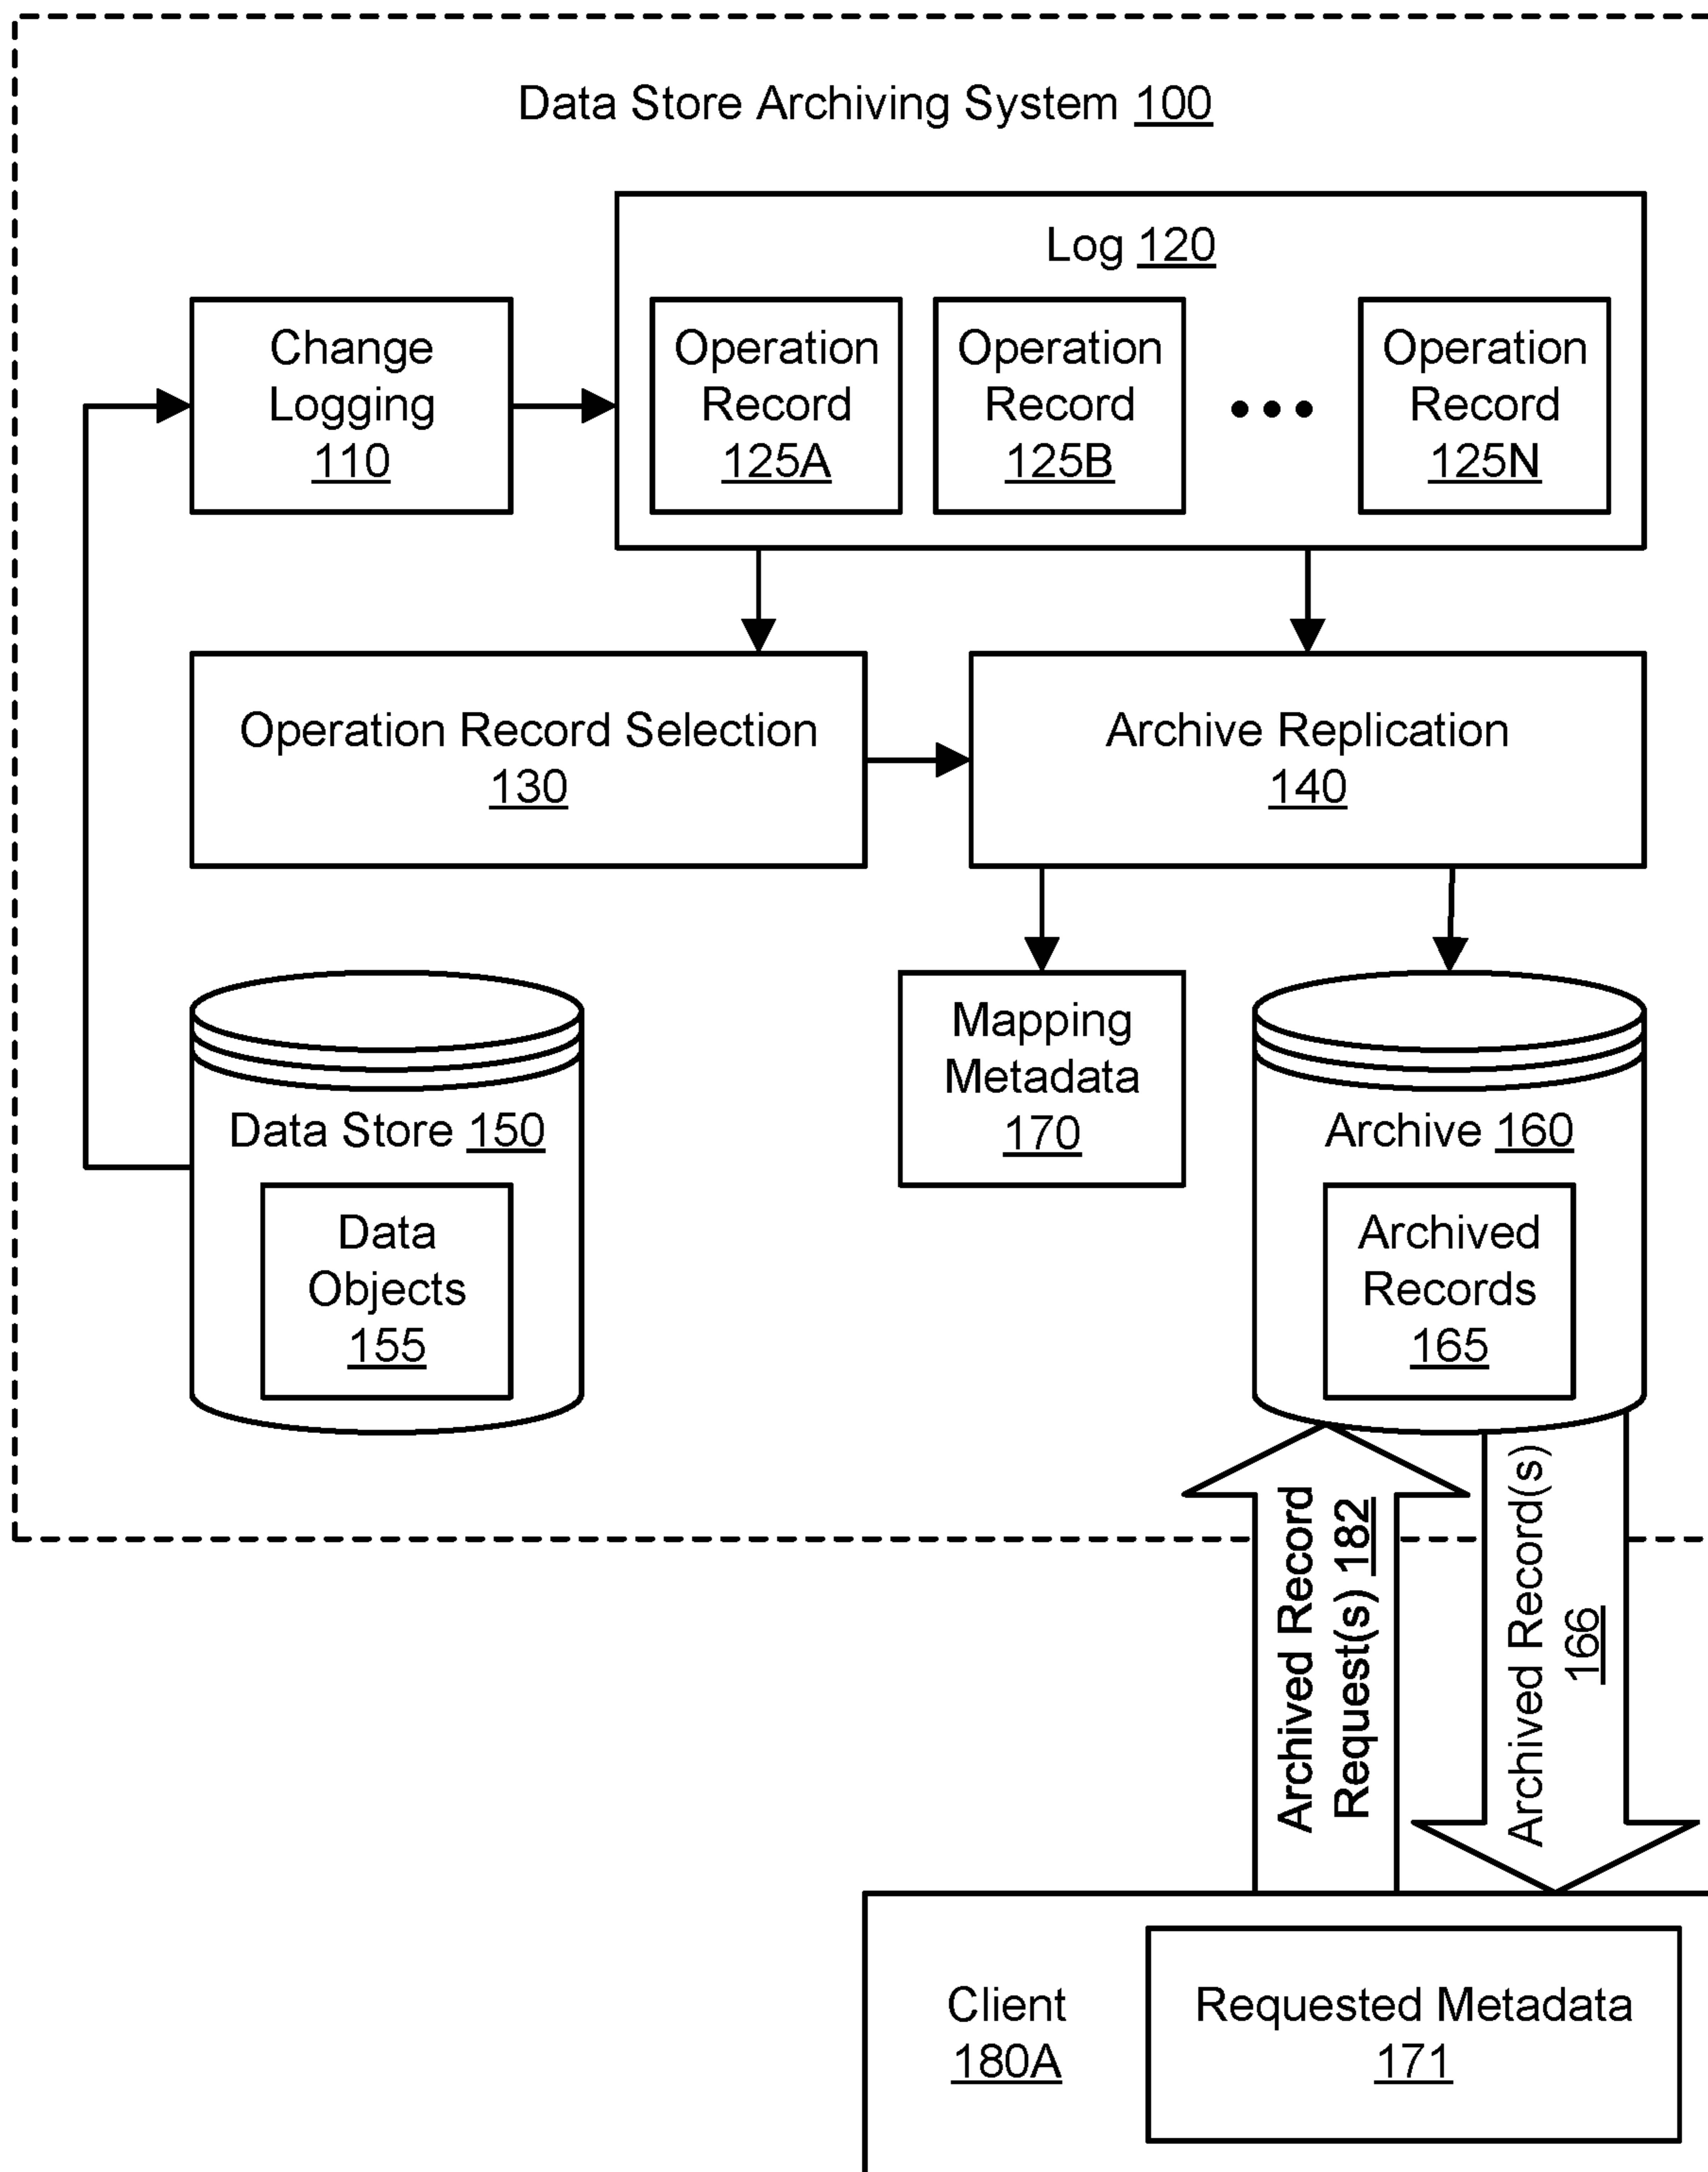 Data Store Archiving System 100
Log 120
Change
Logging
110
Operation
Record
125A
Operation
Record
125B
Operation
Record
125N
Operation Record Selection
130
Archive Replication
140
Data Store 150
Data
Objects
155
Mapping
Metadata
170
Archive 160
Archived
Records
165
Archived Record
Request(s) 182
Archived Record(s)
166
Client
180A
Requested Metadata
171